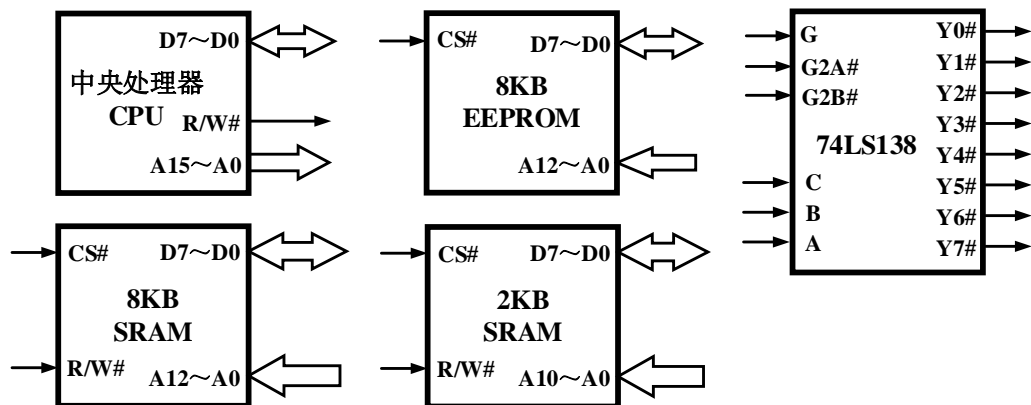 D7～D0
中央处理器
CPU
R/W#
A15～A0
CS#
D7～D0
8KB
EEPROM
A12～A0
G
G2A#
G2B#
74LS138
C
B
A
Y0#
Y1#
Y2#
Y3#
Y4#
Y5#
Y6#
Y7#
CS#
D7～D0
8KB
SRAM
R/W#
A12～A0
CS#
D7～D0
2KB
SRAM
R/W#
A10～A0